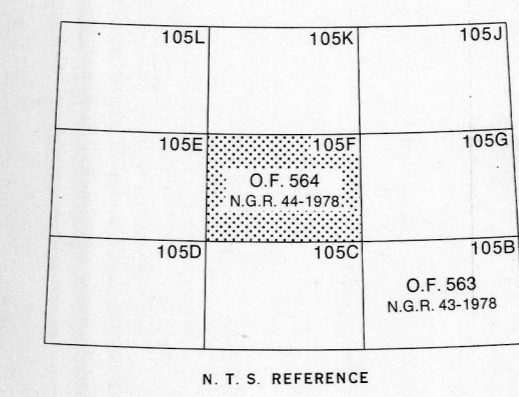 105L 105K 105J
105E 105F 105G
O.F. 564
N.G.R. 44-1978
105D 105C 105B
O.F. 563
N.G.R. 43-1978
N. T. S. REFERENCE